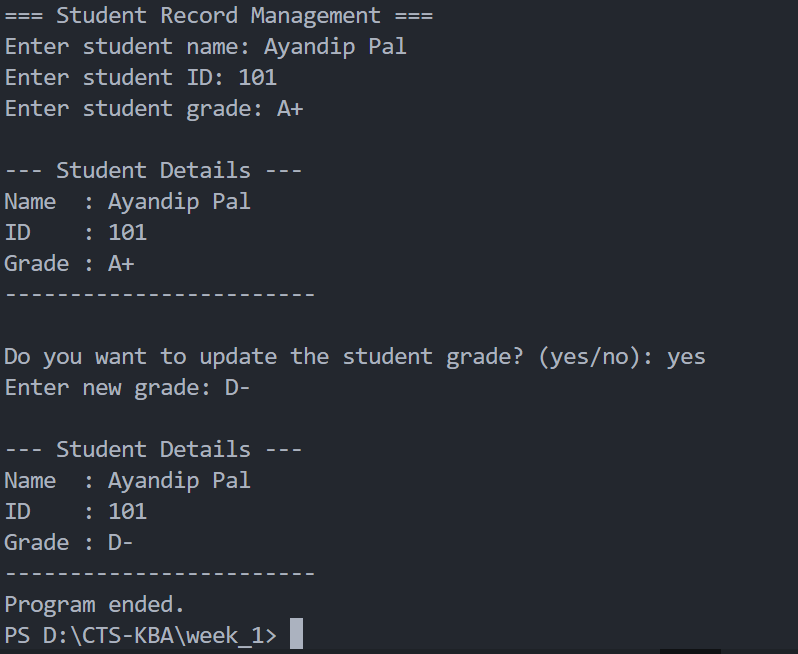 === Student Record Management ===
Enter student name: Ayandip Pal
Enter student ID: 101
Enter student grade: A+
--- Student Details ---
Name  : Ayandip Pal
ID    : 101
Grade : A+
------------------------
Do you want to update the student grade? (yes/no): yes
Enter new grade: D-
--- Student Details ---
Name  : Ayandip Pal
ID    : 101
Grade : D-
------------------------
Program ended.
PS D:\CTS-KBA\week_1>